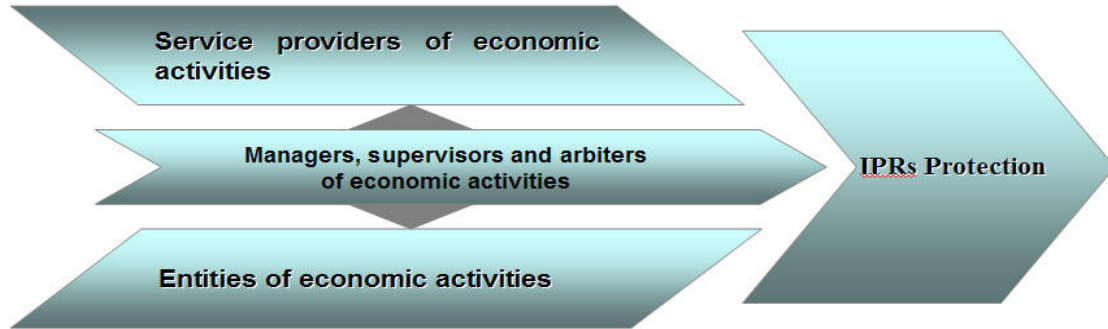 Service providers of economic
activities
Managers, supervisors and arbiters
of economic activities
IPRs Protection
Entities of economic activities